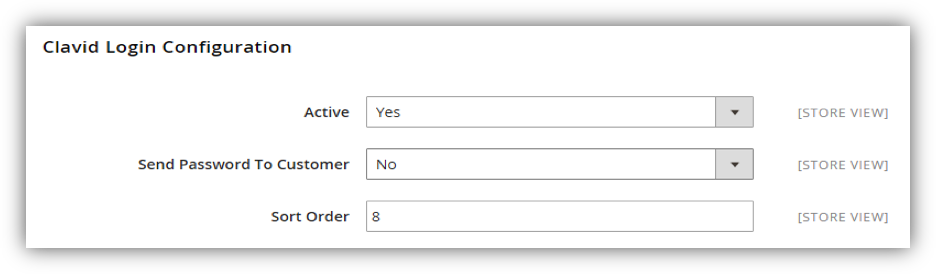 Clavid Login Configuration
Active Yes [STORE VIEW]
Send Password To Customer No [STORE VIEW]
Sort Order 8 [STORE VIEW]